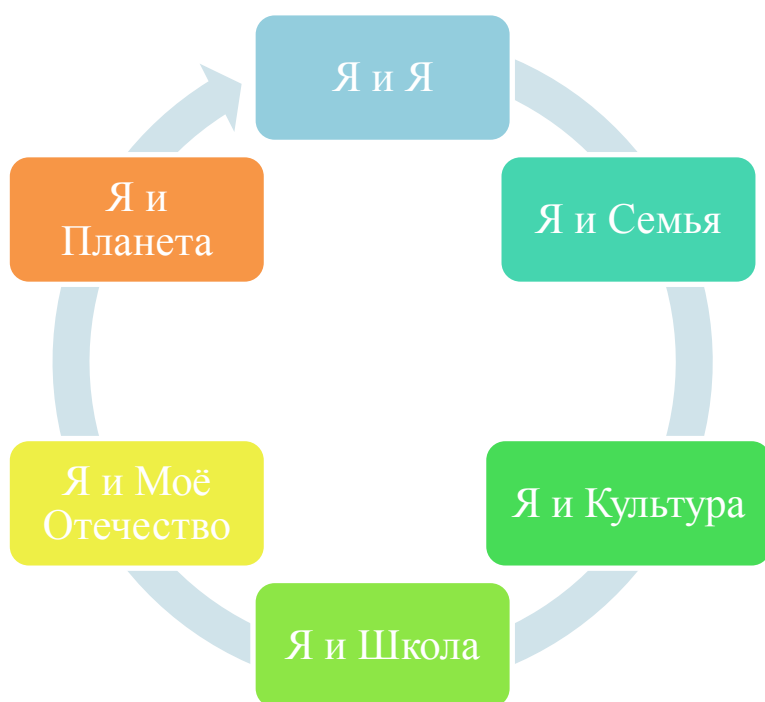 Я и Я
Я и Семья
Я и Культура
Я и Школа
Я и Моё
Отечество
Я и
Планета